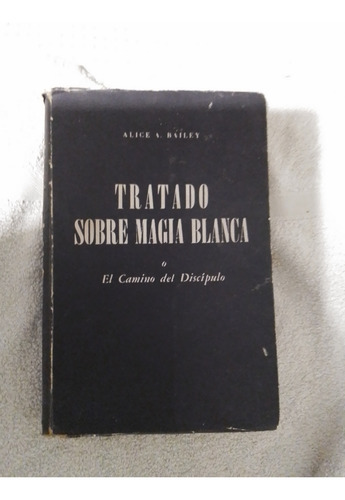 ALICE A. BAILEY
TRATADO
SOBRE MAGIA BLANCA
o
El Camino del Discípulo